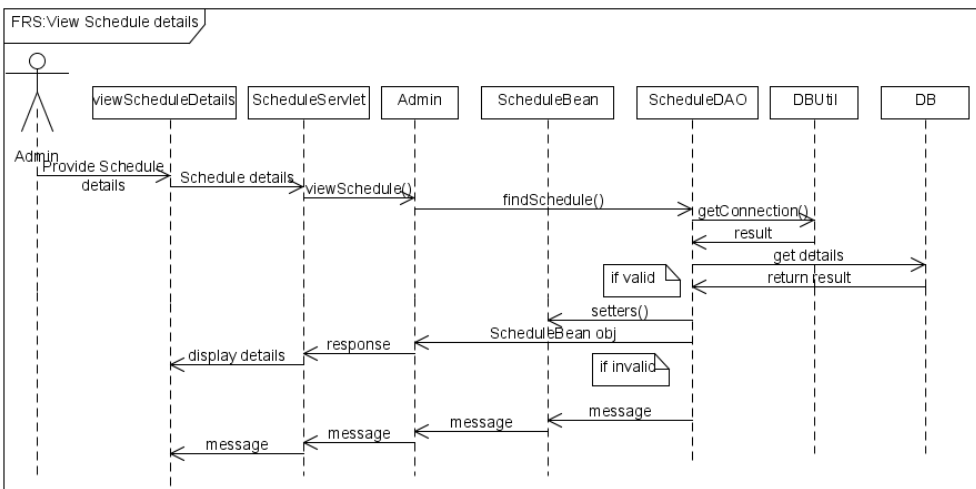 FRS:View Schedule details
viewScheduleDetails
ScheduleServlet
Admin
ScheduleBean
ScheduleDAO
DBUtil
DB
Admin
Provide Schedule
details
Schedule details
viewSchedule()
findSchedule()
getConnection()
result
get details
if valid
return result
setters()
ScheduleBean obj
response
display details
if invalid
message
message
message
message